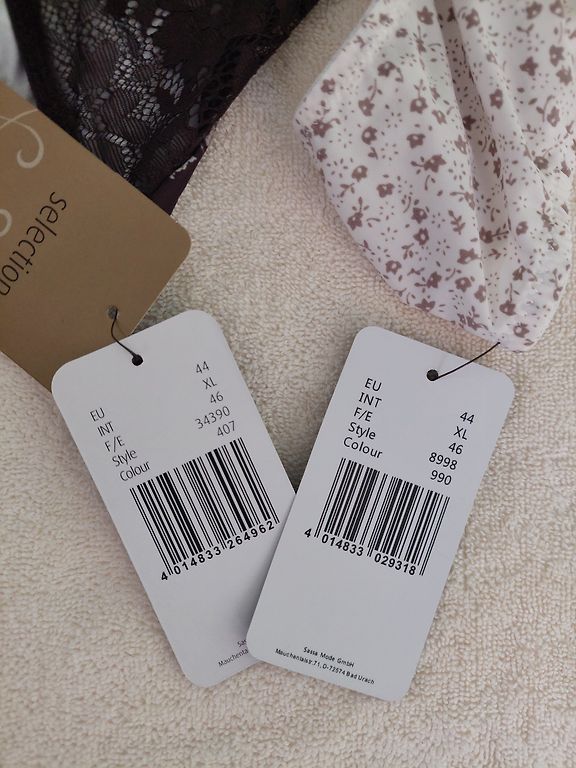 selection
EU 44
INT XL
F/E 46
Style 34390
Colour 407
4 014833 264962
EU 44
INT XL
F/E 46
Style 8998
Colour 990
4 014833 029318
Sassa Mode GmbH
Mauchentalstr.71, D-72574 Bad Urach